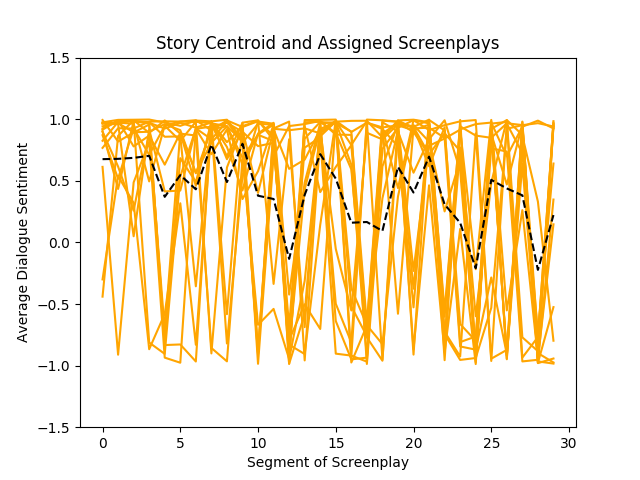 Story Centroid and Assigned Screenplays
1.5
1.0
0.5
0.0
−0.5
−1.0
−1.5
Average Dialogue Sentiment
0 5 10 15 20 25 30
Segment of Screenplay